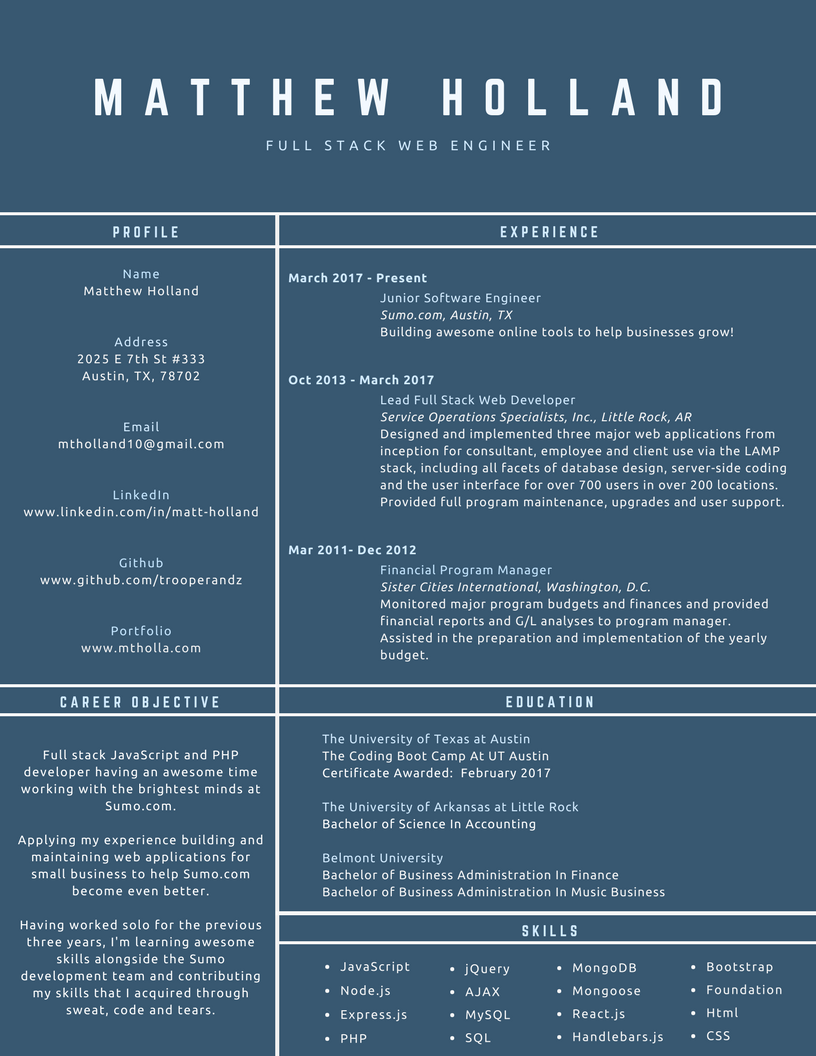 MATTHEW HOLLAND
FULL STACK WEB ENGINEER
PROFILE
Name
Matthew Holland
Address
2025 E 7th St #333
Austin, TX, 78702
Email
mtholland10@gmail.com
LinkedIn
www.linkedin.com/in/matt-holland
Github
www.github.com/trooperandz
Portfolio
www.mtholla.com
EXPERIENCE
March 2017 - Present
Junior Software Engineer
Sumo.com, Austin, TX
Building awesome online tools to help businesses grow!
Oct 2013 - March 2017
Lead Full Stack Web Developer
Service Operations Specialists, Inc., Little Rock, AR
Designed and implemented three major web applications from
inception for consultant, employee and client use via the LAMP
stack, including all facets of database design, server-side coding
and the user interface for over 700 users in over 200 locations.
Provided full program maintenance, upgrades and user support.
Mar 2011- Dec 2012
Financial Program Manager
Sister Cities International, Washington, D.C.
Monitored major program budgets and finances and provided
financial reports and G/L analyses to program manager.
Assisted in the preparation and implementation of the yearly
budget.
CAREER OBJECTIVE
Full stack JavaScript and PHP
developer having an awesome time
working with the brightest minds at
Sumo.com.
Applying my experience building and
maintaining web applications for
small business to help Sumo.com
become even better.
Having worked solo for the previous
three years, I'm learning awesome
skills alongside the Sumo
development team and contributing
my skills that I acquired through
sweat, code and tears.
EDUCATION
The University of Texas at Austin
The Coding Boot Camp At UT Austin
Certificate Awarded:  February 2017
The University of Arkansas at Little Rock
Bachelor of Science In Accounting
Belmont University
Bachelor of Business Administration In Finance
Bachelor of Business Administration In Music Business
SKILLS
• JavaScript
• Node.js
• Express.js
• PHP
• jQuery
• AJAX
• MySQL
• SQL
• MongoDB
• Mongoose
• React.js
• Handlebars.js
• Bootstrap
• Foundation
• Html
• CSS